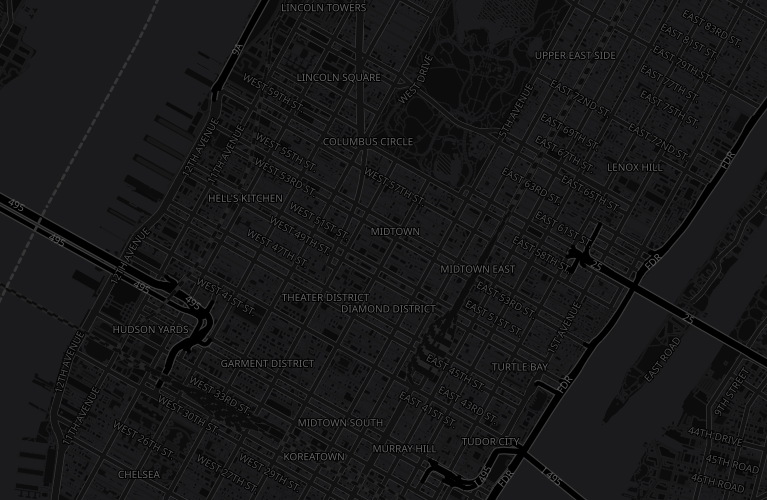 LINCOLN TOWERS
EAST 83RD ST.
EAST 81ST ST.
9A
UPPER EAST SIDE
EAST 79TH ST.
LINCOLN SQUARE
WEST DRIVE
EAST 77TH ST.
WEST 59TH ST.
EAST 72ND ST.
EAST 75TH ST.
5TH AVENUE
12TH AVENUE
11TH AVENUE
WEST 55TH ST.
COLUMBUS CIRCLE
EAST 69TH ST.
EAST 72ND ST.
EAST 67TH ST.
FDR
WEST 53RD ST.
LENOX HILL
WEST 57TH ST.
EAST 63RD ST.
EAST 65TH ST.
HELL'S KITCHEN
495
WEST 51ST ST.
MIDTOWN
EAST 61ST ST.
495
12TH AVENUE
WEST 49TH ST.
WEST 47TH ST.
EAST 58TH ST.
25
FDR
MIDTOWN EAST
495
WEST 41ST ST.
495
THEATER DISTRICT
DIAMOND DISTRICT
EAST 53RD ST.
EAST 51ST ST.
1ST AVENUE
25
HUDSON YARDS
12TH AVENUE
GARMENT DISTRICT
EAST 45TH ST.
TURTLE BAY
FDR
EAST ROAD
WEST 33RD ST.
EAST 43RD ST.
EAST 41ST ST.
9TH STREET
11TH AVENUE
WEST 30TH ST.
MIDTOWN SOUTH
WEST 26TH ST.
MURRAY HILL
TUDOR CITY
44TH DRIVE
KOREATOWN
CHELSEA
WEST 27TH ST.
WEST 29TH ST.
495
FDR
495
45TH ROAD
46TH ROAD